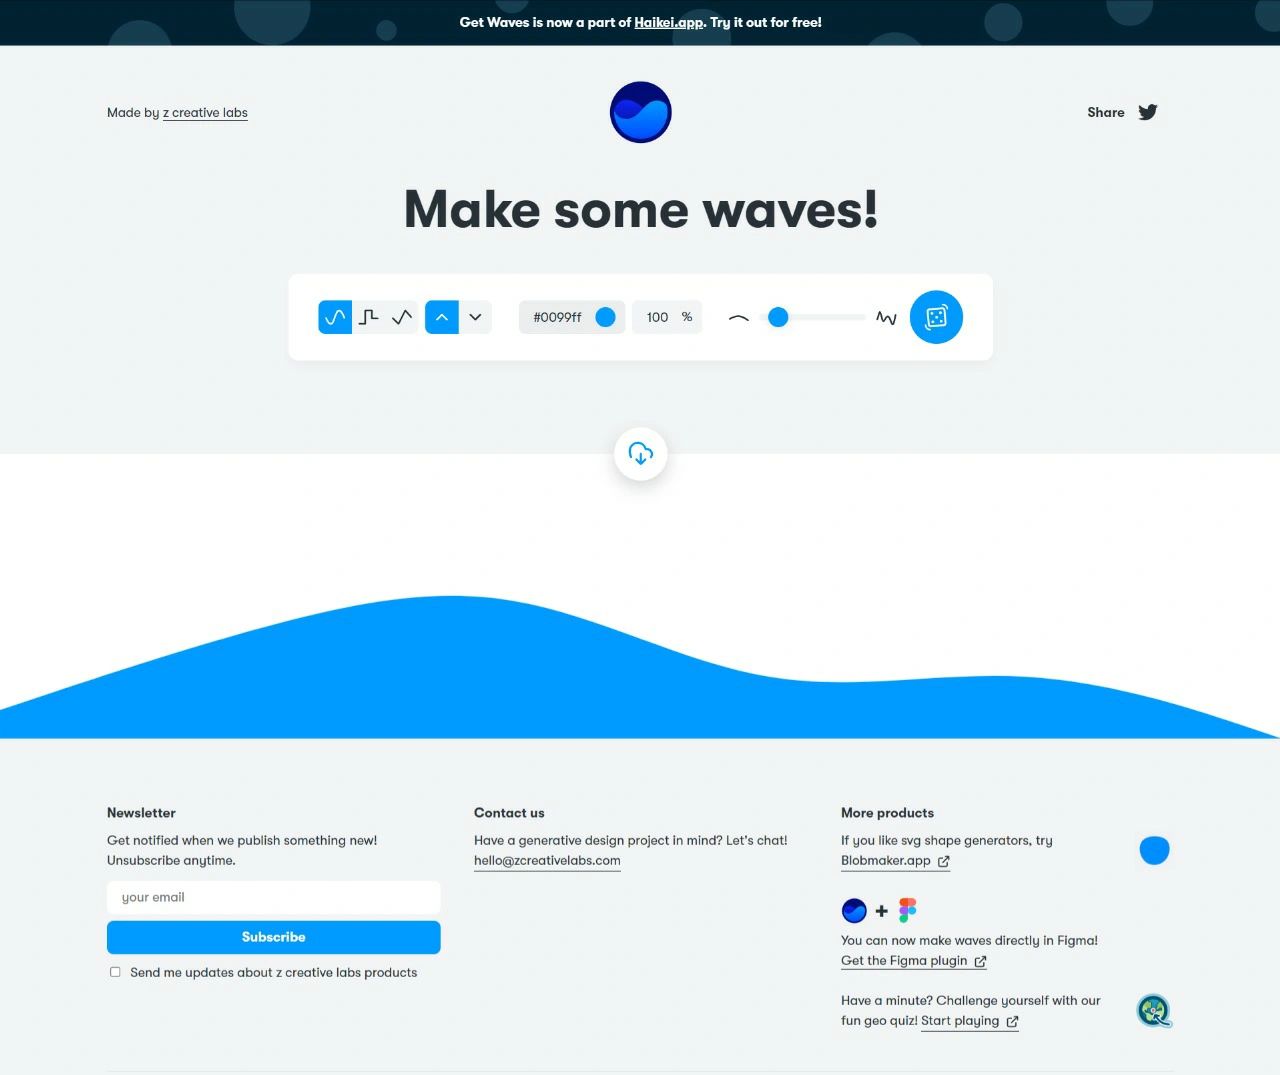 Get Waves is now a part of Haikei.app. Try it out for free!
Made by z creative labs
Share
Make some waves!
#0099ff
100 %
Newsletter
Get notified when we publish something new!
Unsubscribe anytime.
your email
Subscribe
Send me updates about z creative labs products
Contact us
Have a generative design project in mind? Let's chat!
hello@zcreativelabs.com
More products
If you like svg shape generators, try
Blobmaker.app
+
You can now make waves directly in Figma!
Get the Figma plugin
Have a minute? Challenge yourself with our
fun geo quiz! Start playing